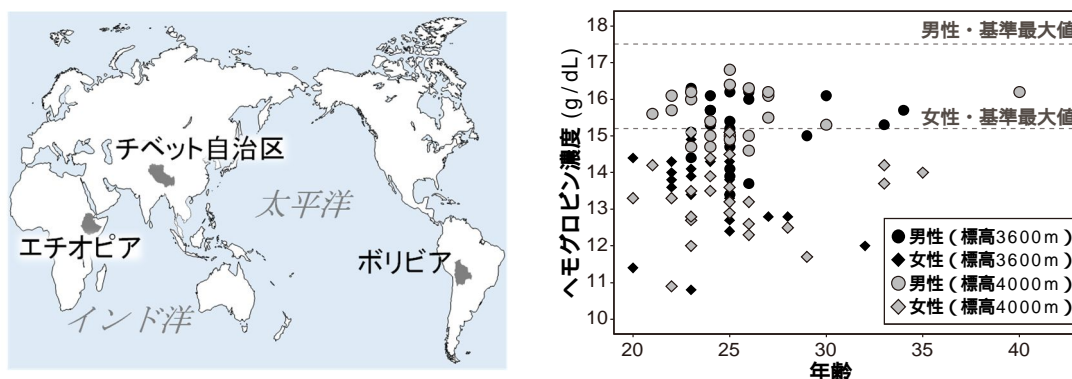 チベット自治区
太平洋
エチオピア
ボリビア
インド洋
18
17
16
15
14
13
12
11
10
ヘモグロビン濃度 (g / dL)
男性・基準最大値
女性・基準最大値
男性 ( 標高3600m )
女性 ( 標高3600m )
男性 ( 標高4000m )
女性 ( 標高4000m )
20
25
30
35
40
年齢